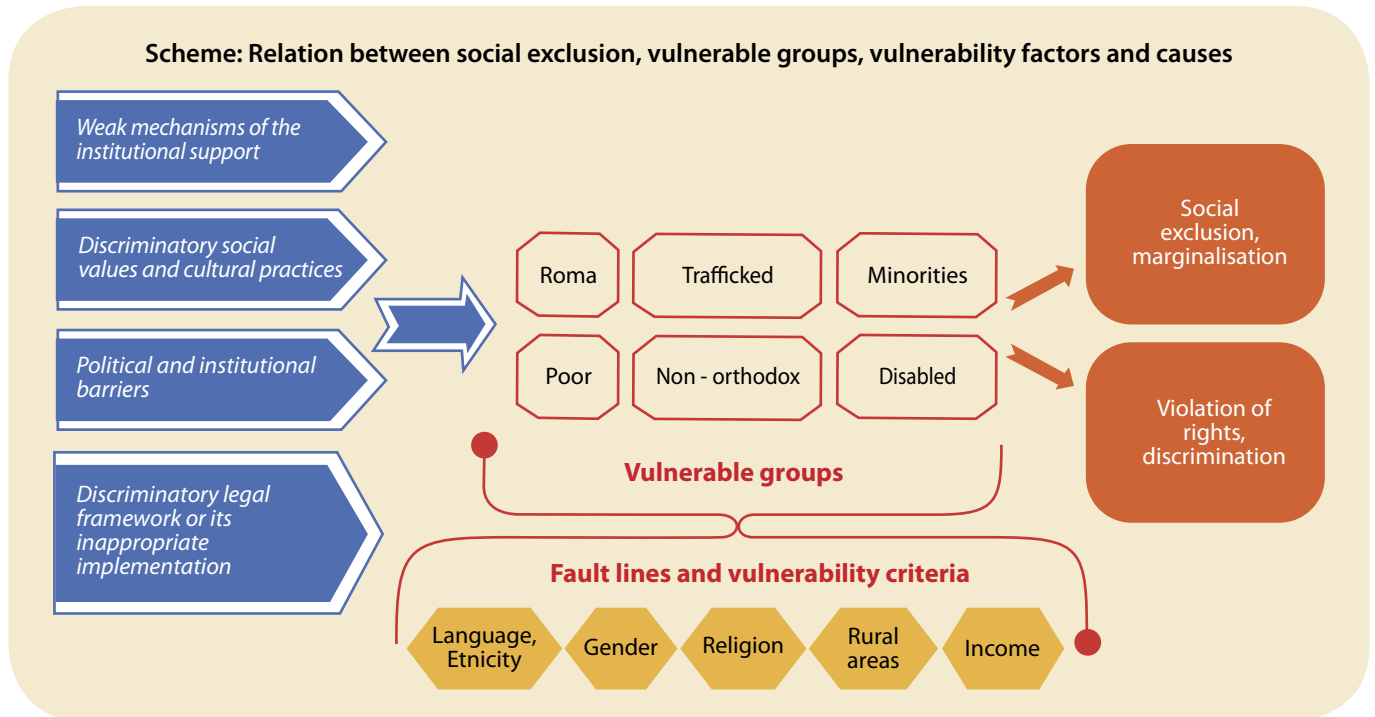 Scheme: Relation between social exclusion, vulnerable groups, vulnerability factors and causes
Weak mechanisms of the
institutional support
Discriminatory social
values and cultural practices
Political and institutional
barriers
Discriminatory legal
framework or its
inappropriate
implementation
Roma
Trafficked
Minorities
Poor
Non - orthodox
Disabled
Vulnerable groups
Social
exclusion,
marginalisation
Violation of
rights,
discrimination
Fault lines and vulnerability criteria
Language,
Etnicity
Gender
Religion
Rural
areas
Income